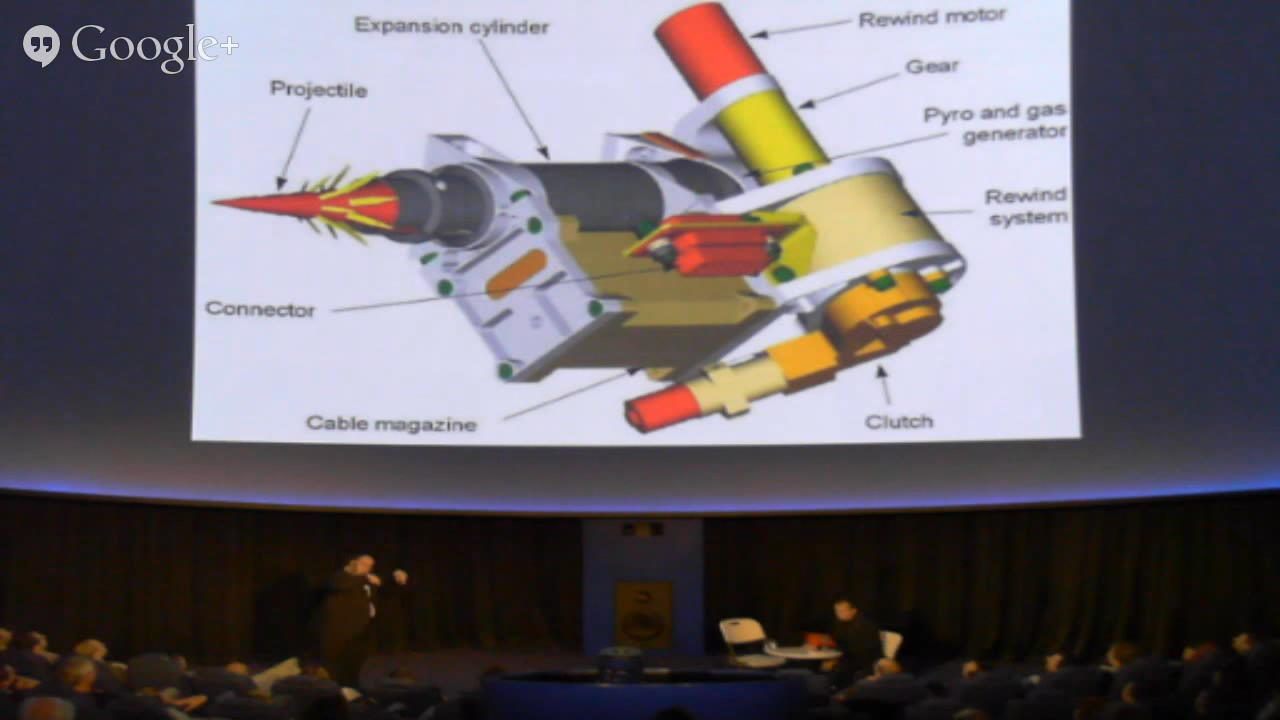 Google+
Expansion cylinder
Rewind motor
Projectile
Gear
Pyro and gas
generator
Rewind
system
Connector
Cable magazine
Clutch